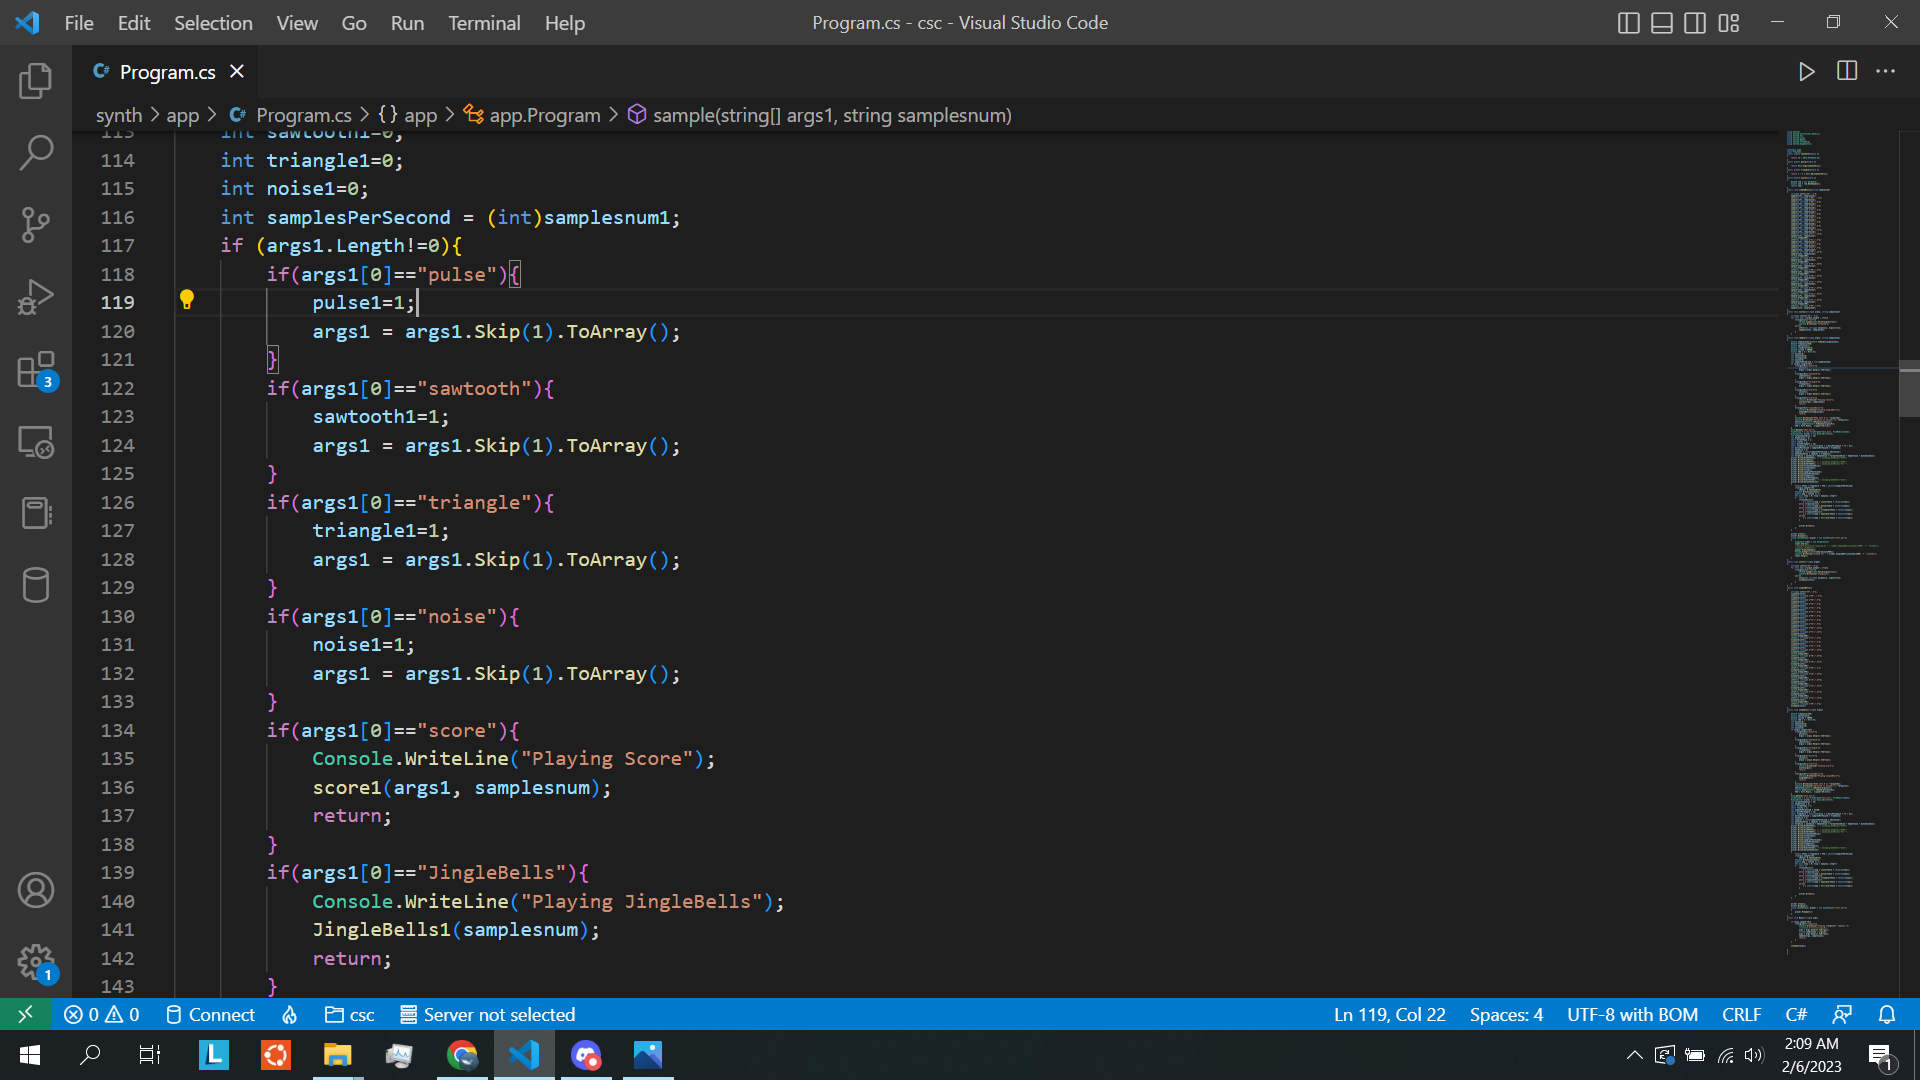 File Edit Selection View Go Run Terminal Help Program.cs - csc - Visual Studio Code
C# Program.cs
synth > app > C# Program.cs > {} app > app.Program > sample(string[] args1, string samplesnum)
113 int sawtooth1=0;
114 int triangle1=0;
115 int noise1=0;
116 int samplesPerSecond = (int)samplesnum1;
117 if (args1.Length!=0){
118 if(args1[0]=="pulse"){
119 pulse1=1;
120 args1 = args1.Skip(1).ToArray();
121 }
122 if(args1[0]=="sawtooth"){
123 sawtooth1=1;
124 args1 = args1.Skip(1).ToArray();
125 }
126 if(args1[0]=="triangle"){
127 triangle1=1;
128 args1 = args1.Skip(1).ToArray();
129 }
130 if(args1[0]=="noise"){
131 noise1=1;
132 args1 = args1.Skip(1).ToArray();
133 }
134 if(args1[0]=="score"){
135 Console.WriteLine("Playing Score");
136 score1(args1, samplesnum);
137 return;
138 }
139 if(args1[0]=="JingleBells"){
140 Console.WriteLine("Playing JingleBells");
141 JingleBells1(samplesnum);
142 return;
143 }
3
1
0 0 Connect csc Server not selected Ln 119, Col 22 Spaces: 4 UTF-8 with BOM CRLF C#
L
2:09 AM
2/6/2023
1